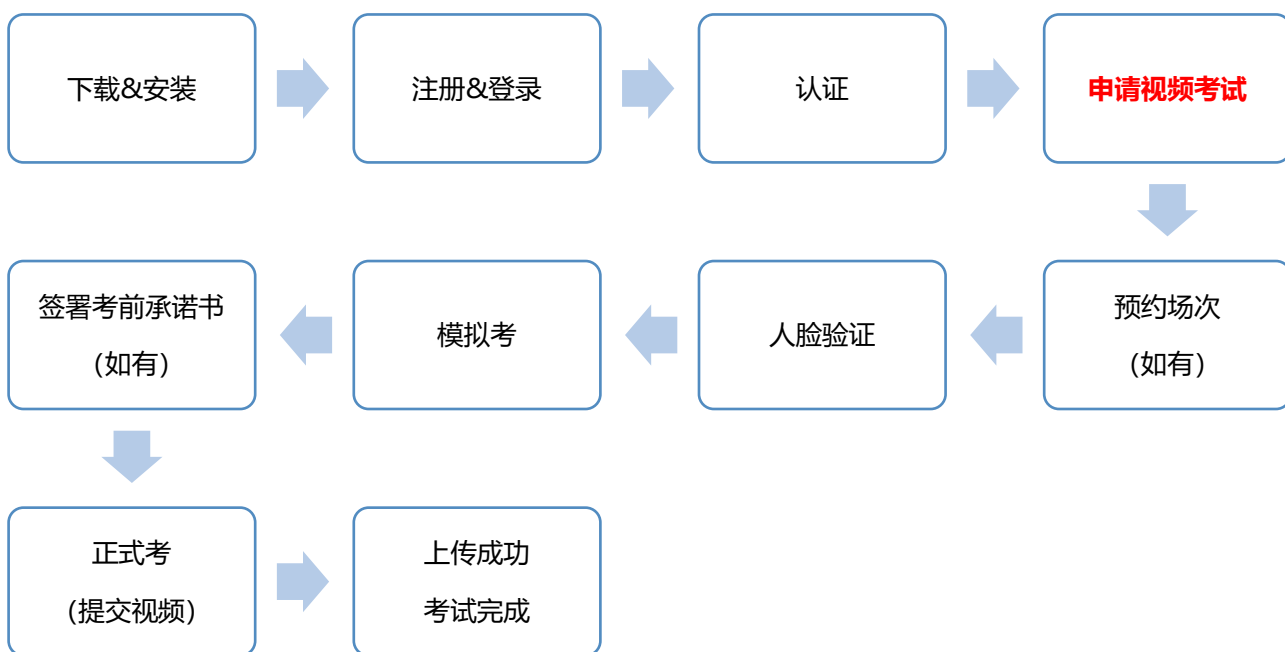 下载&安装
注册&登录
认证
申请视频考试
预约场次
（如有）
人脸验证
模拟考
签署考前承诺书
（如有）
正式考
（提交视频）
上传成功
考试完成